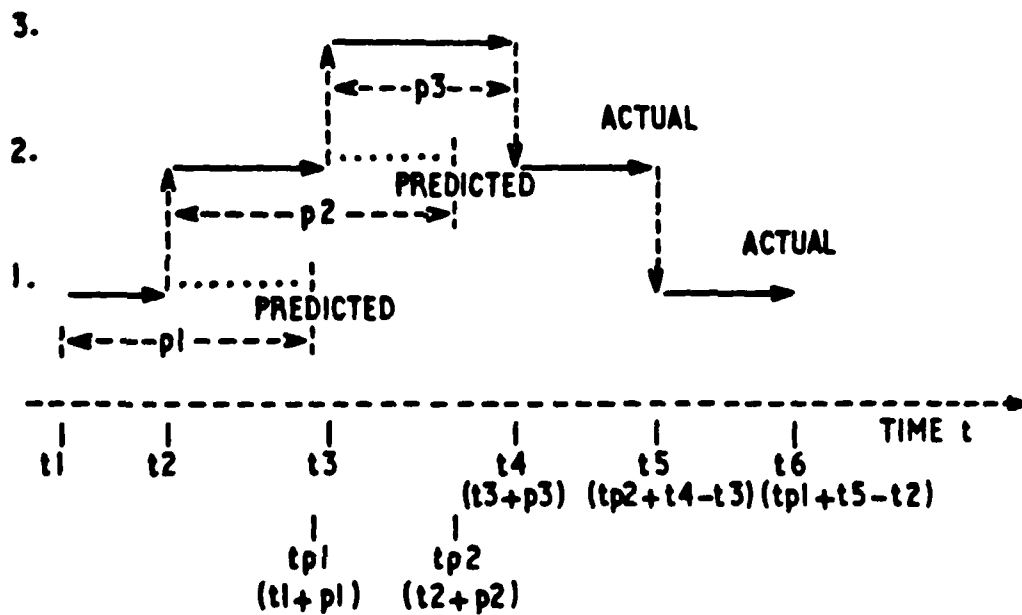 3.
p3
ACTUAL
2.
PREDICTED
p2
ACTUAL
1.
PREDICTED
p1
TIME t
t1 t2 t3 t4 t5 t6
(t3+p3) (tp2+t4-t3) (tp1+t5-t2)
tp1 tp2
(t1+p1) (t2+p2)